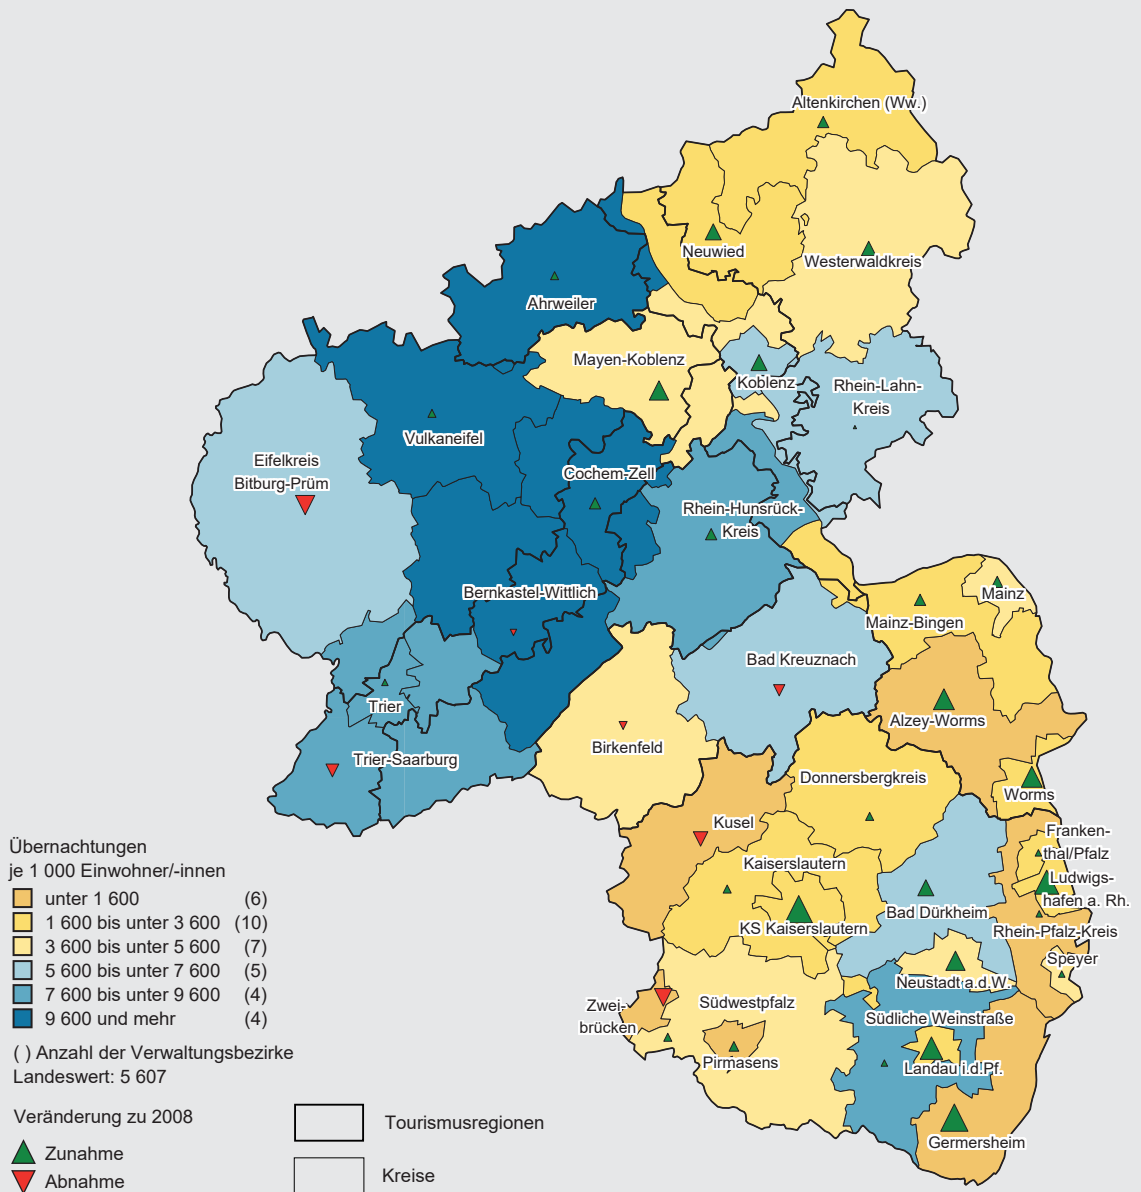 Altenkirchen (Ww.)
Neuwied
Westerwaldkreis
Ahrweiler
Mayen-Koblenz
Koblenz
Rhein-Lahn-
Kreis
Vulkaneifel
Eifelkreis
Bitburg-Prüm
Cochem-Zell
Rhein-Hunsrück-
Kreis
Bernkastel-Wittlich
Mainz
Mainz-Bingen
Bad Kreuznach
Trier
Alzey-Worms
Birkenfeld
Trier-Saarburg
Donnersbergkreis
Worms
Kusel
Franken-
thal/Pfalz
Kaiserslautern
Ludwigs-
hafen a. Rh.
Bad Dürkheim
KS Kaiserslautern
Rhein-Pfalz-Kreis
Speyer
Neustadt a.d.W.
Zwei-
brücken
Südwestpfalz
Südliche Weinstraße
Pirmasens
Landau i.d.Pf.
Germersheim
Übernachtungen
je 1 000 Einwohner/-innen
unter 1 600 (6)
1 600 bis unter 3 600 (10)
3 600 bis unter 5 600 (7)
5 600 bis unter 7 600 (5)
7 600 bis unter 9 600 (4)
9 600 und mehr (4)
( ) Anzahl der Verwaltungsbezirke
Landeswert: 5 607
Veränderung zu 2008
Zunahme
Abnahme
Tourismusregionen
Kreise